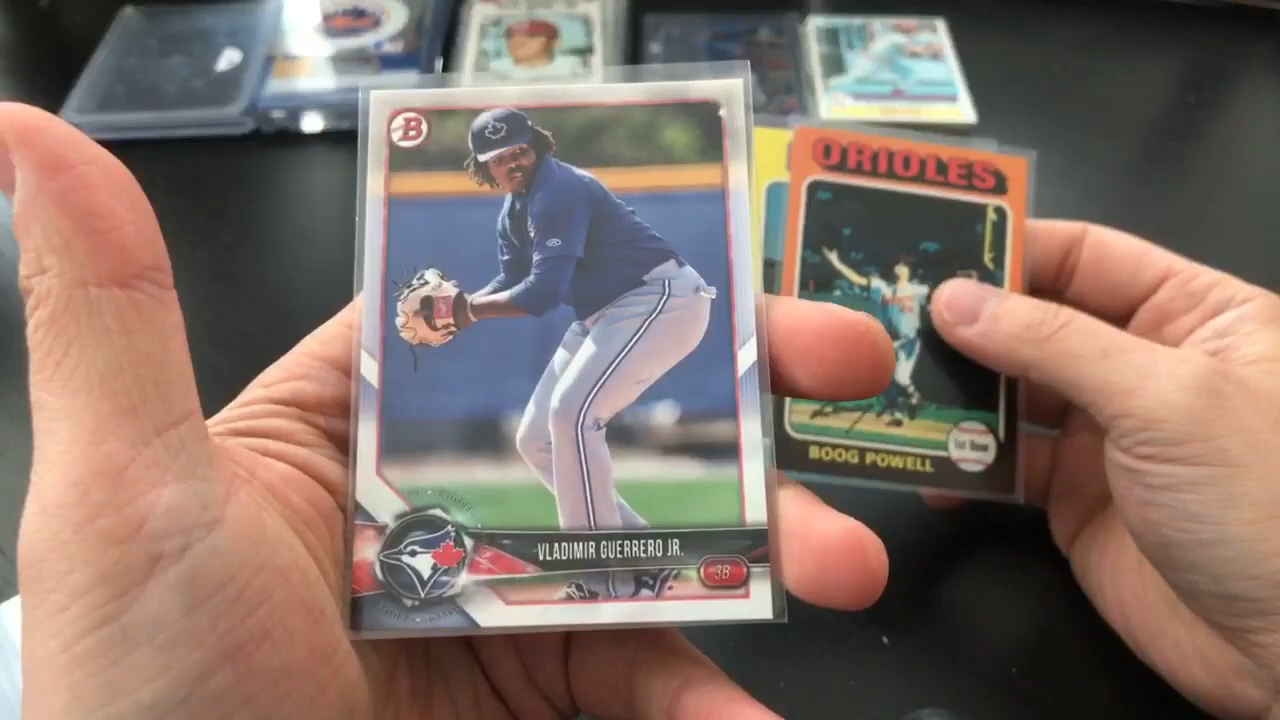 B
VLADIMIR GUERRERO JR.
3B
ORIOLES
BOOG POWELL
1st Base